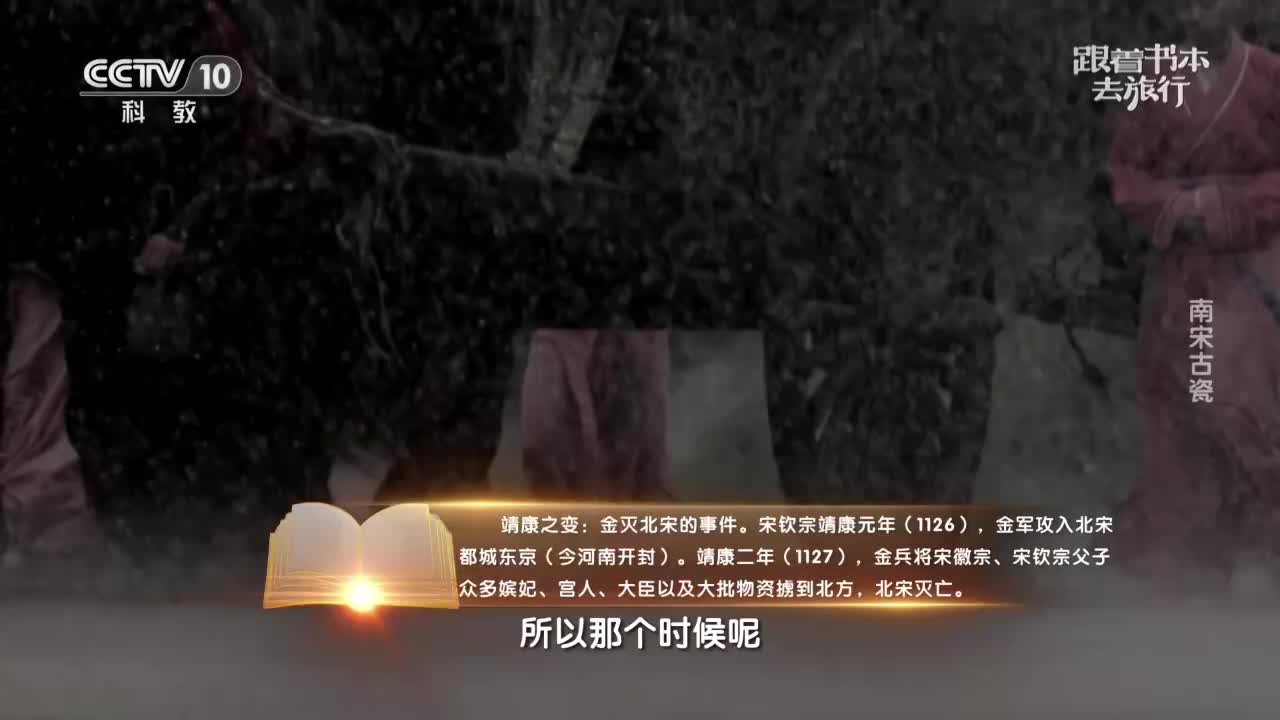 CCTV 10
科教
跟着书本
去旅行
南宋古瓷
靖康之变：金灭北宋的事件。宋钦宗靖康元年（1126），金军攻入北宋
都城东京（今河南开封）。靖康二年（1127），金兵将宋徽宗、宋钦宗父子
众多嫔妃、宫人、大臣以及大批物资掳到北方，北宋灭亡。
所以那个时候呢